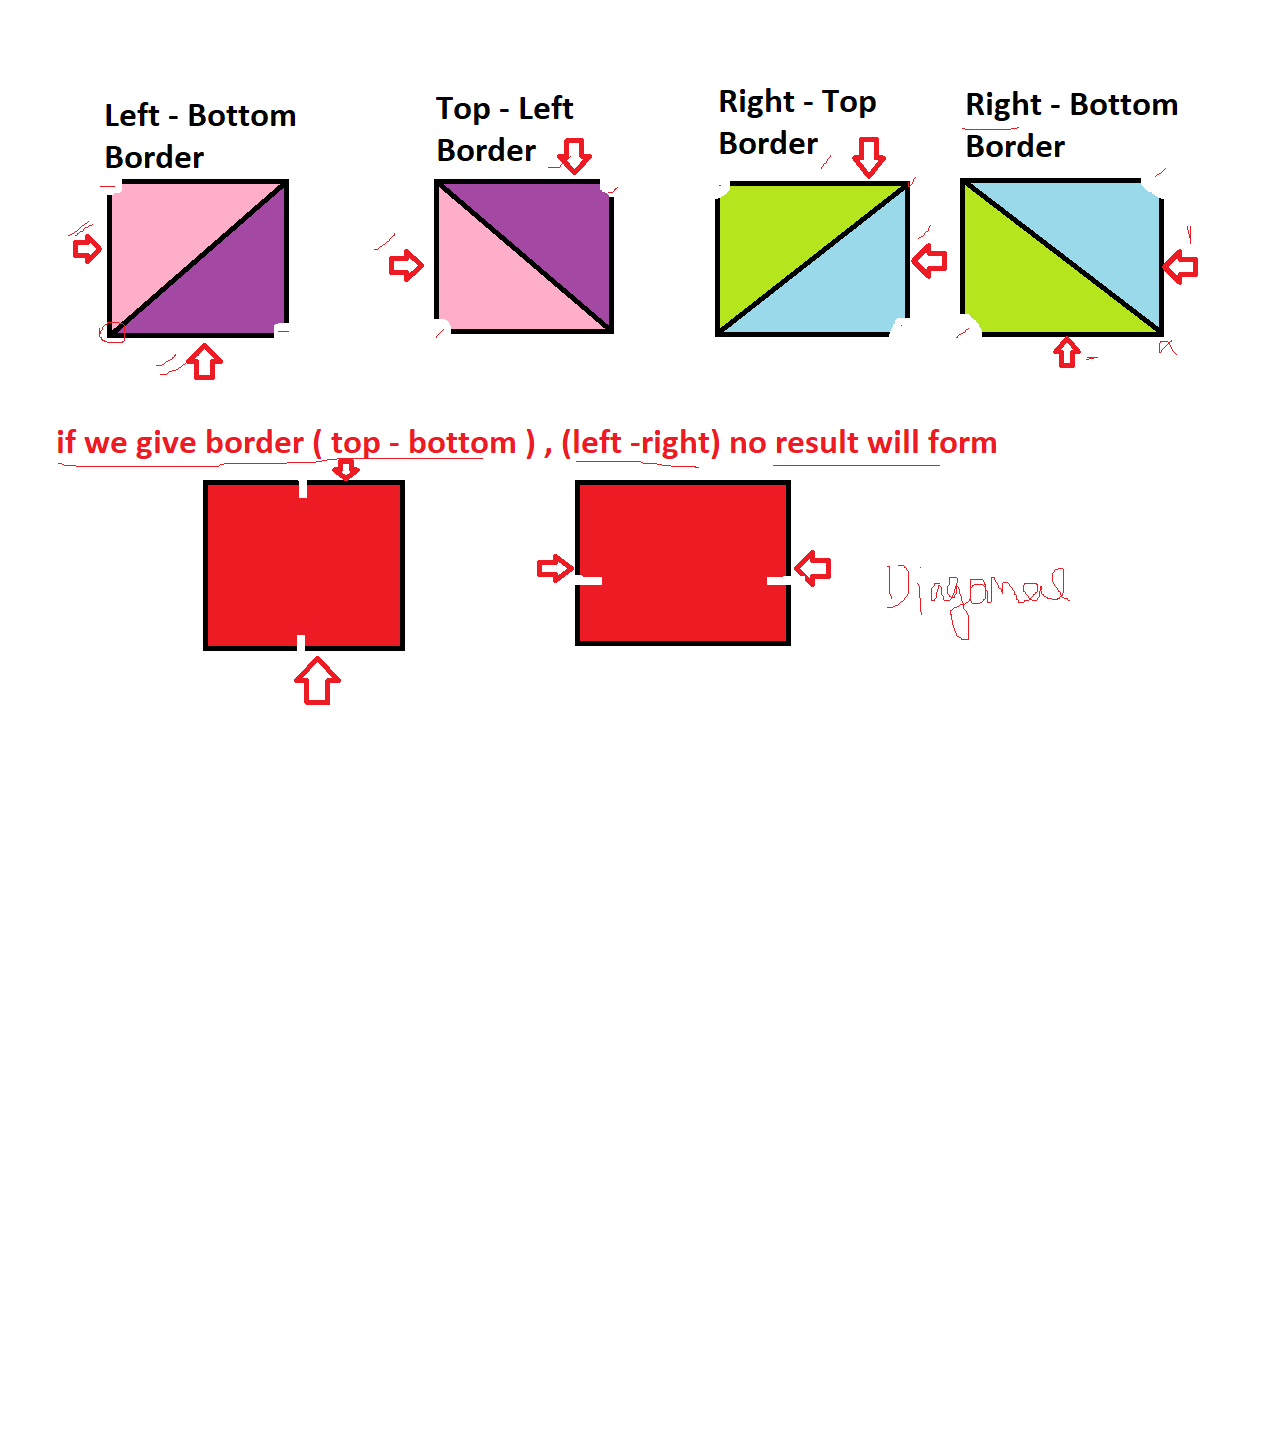 Left - Bottom
Border
Top - Left
Border
Right - Top
Border
Right - Bottom
Border
if we give border ( top - bottom ) , (left -right) no result will form